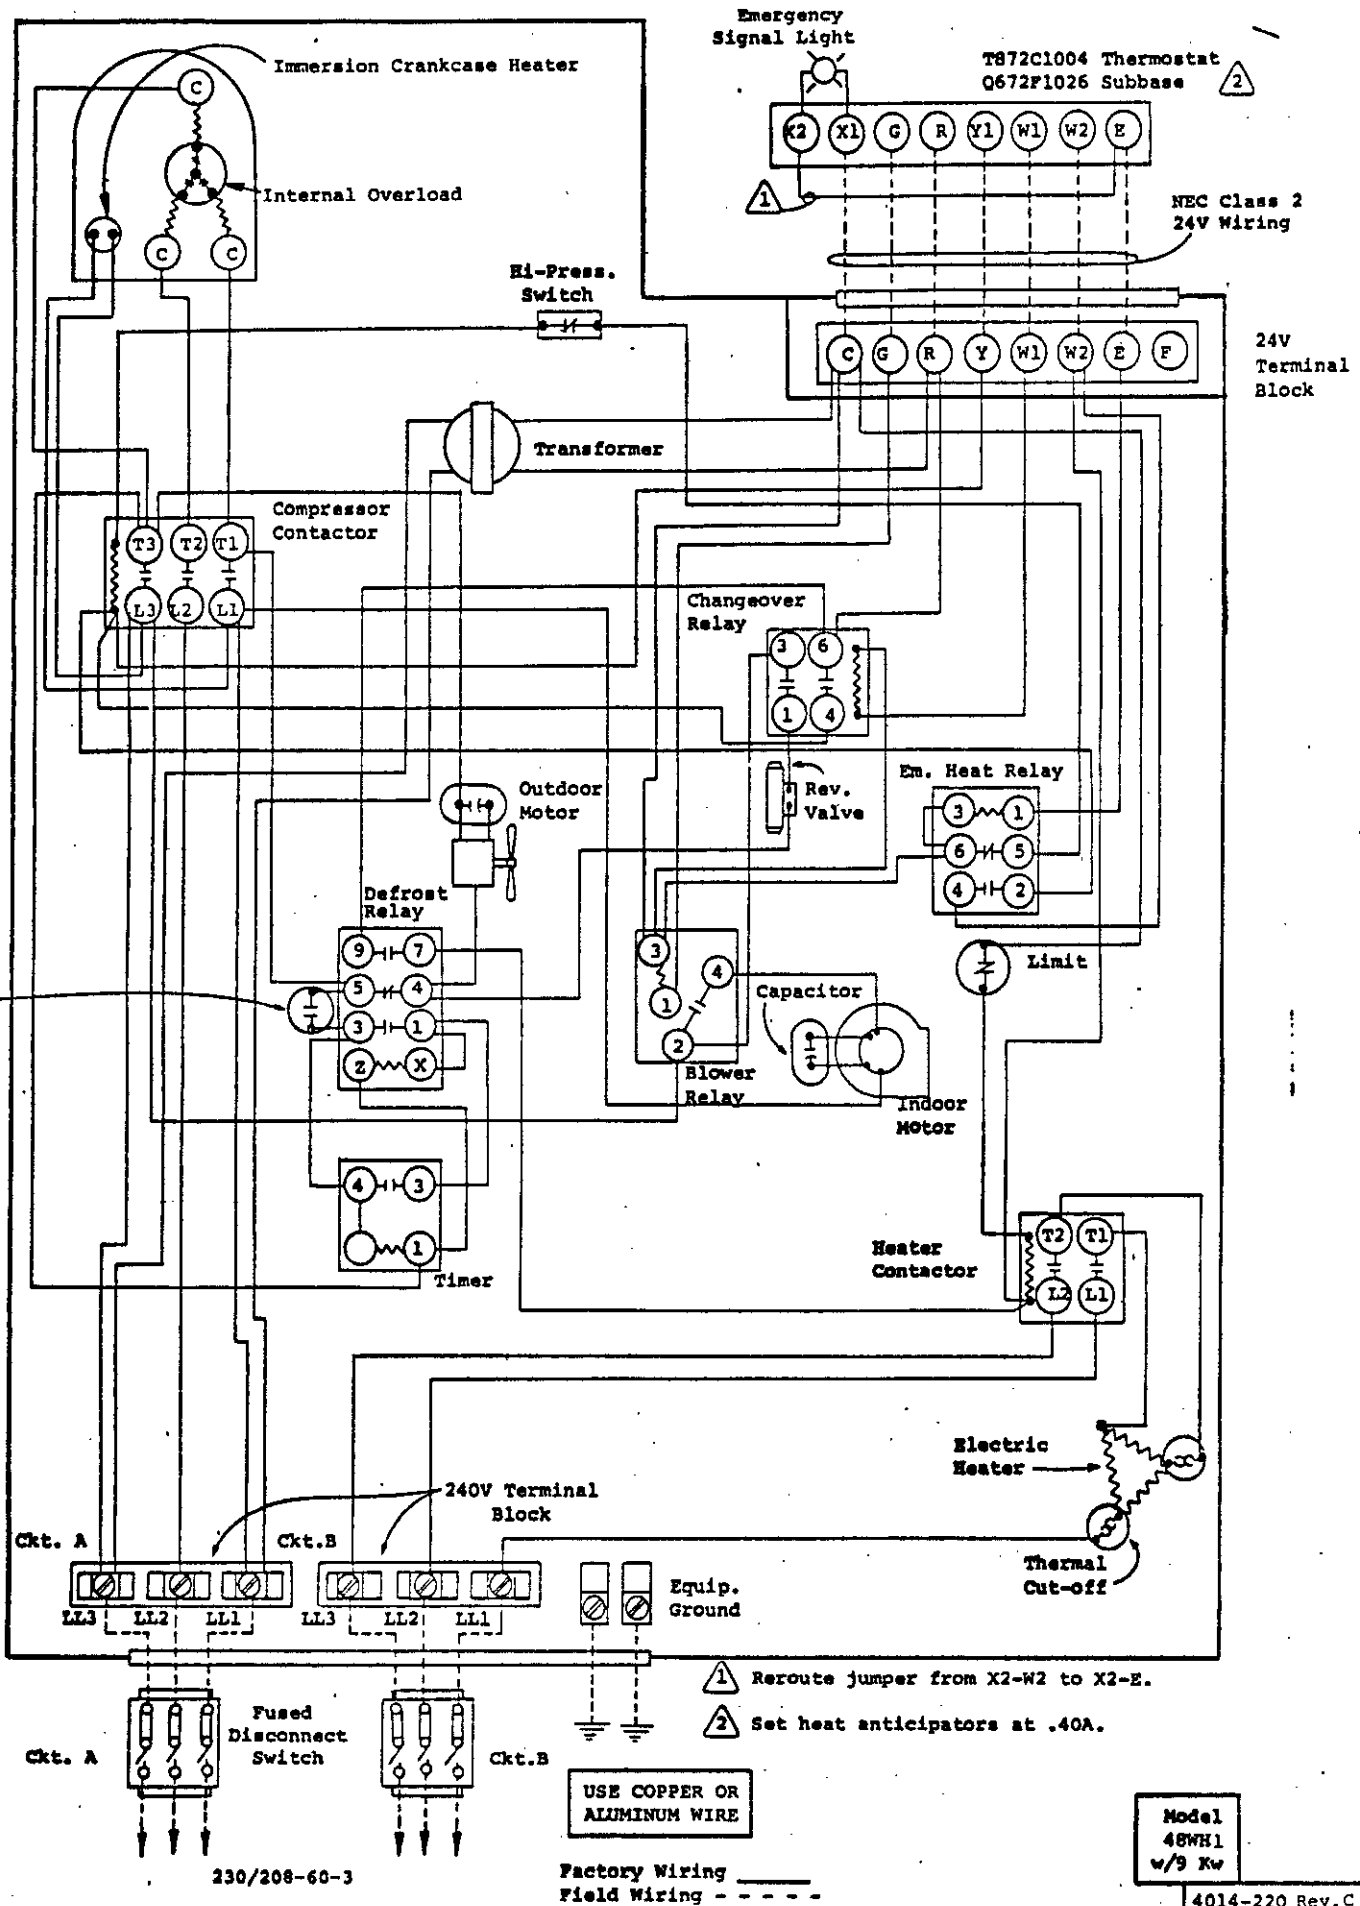 Emergency
Signal Light
T872C1004 Thermostat
Q672F1026 Subbase
2
Immersion Crankcase Heater
C
X2 X1 G R Y1 W1 W2 E
Internal Overload
1
NEC Class 2
24V Wiring
C C
Hi-Press.
Switch
C G R Y W1 W2 E F
24V
Terminal
Block
Transformer
Compressor
Contactor
T3 T2 T1
L3 L2 L1
Changeover
Relay
3 6
1 4
Outdoor
Motor
Rev.
Valve
Em. Heat Relay
3 1
6 5
4 2
Defrost
Relay
9 7
5 4
3 1
Z X
3
4
1
2
Blower
Relay
Capacitor
Limit
Indoor
Motor
4 3
1
Timer
Heater
Contactor
T2 T1
L2 L1
Electric
Heater
240V Terminal
Block
Ckt. A
Ckt.B
Thermal
Cut-off
LL3 LL2 LL1
LL3 LL2 LL1
Equip.
Ground
1 Reroute jumper from X2-W2 to X2-E.
2 Set heat anticipators at .40A.
Fused
Disconnect
Switch
Ckt. A
Ckt.B
USE COPPER OR
ALUMINUM WIRE
230/208-60-3
Factory Wiring
Field Wiring
Model
48WH1
w/9 Kw
4014-220 Rev.C